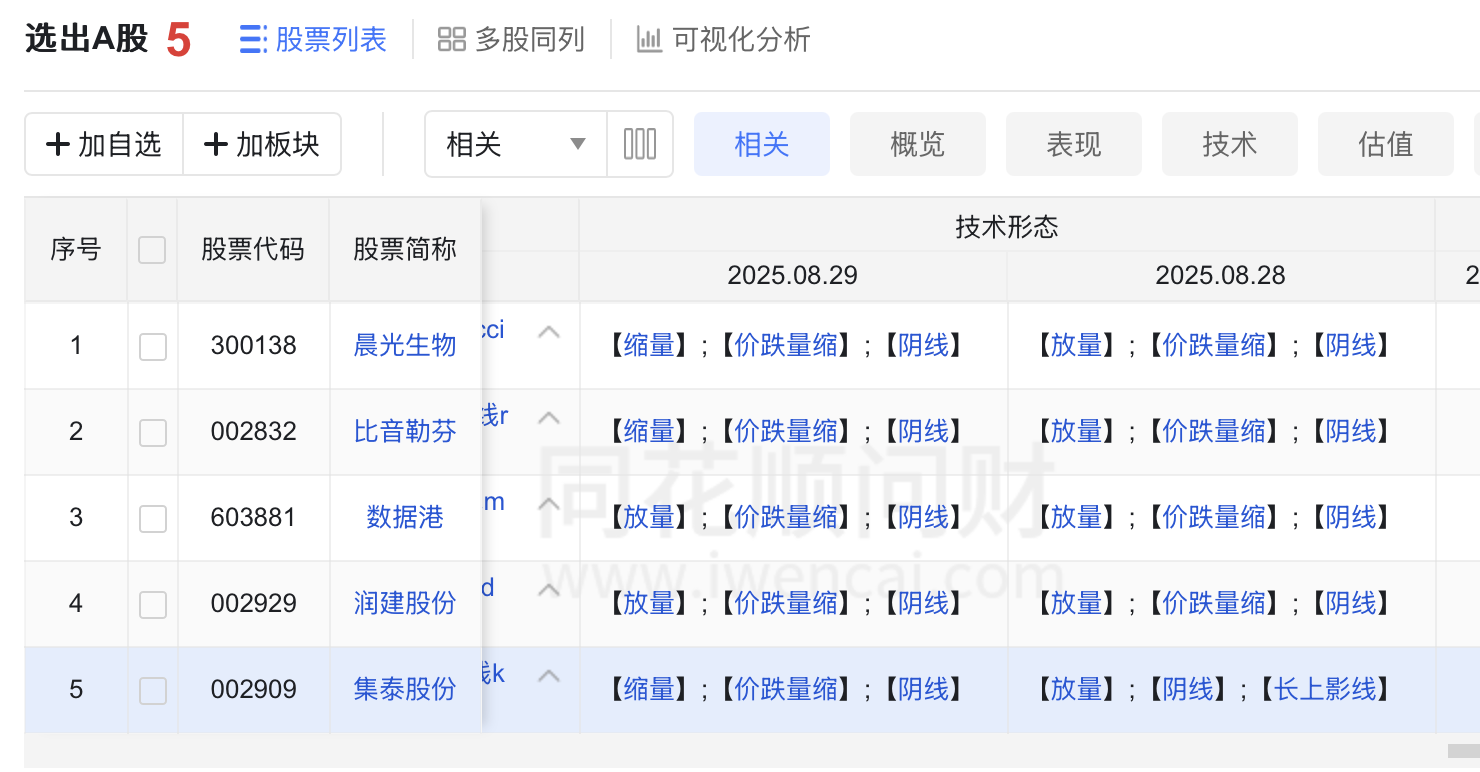 选出A股 5 股票列表 多股同列 可视化分析
加自选 加板块 相关 相关 概览 表现 技术 估值
序号 股票代码 股票简称 技术形态
2025.08.29 2025.08.28 2
1 300138 晨光生物 cci 【缩量】;【价跌量缩】;【阴线】 【放量】;【价跌量缩】;【阴线】
2 002832 比音勒芬 线r 【缩量】;【价跌量缩】;【阴线】 【放量】;【价跌量缩】;【阴线】
3 603881 数据港 m 【放量】;【价跌量缩】;【阴线】 【放量】;【价跌量缩】;【阴线】
4 002929 润建股份 d 【放量】;【价跌量缩】;【阴线】 【放量】;【价跌量缩】;【阴线】
5 002909 集泰股份 线k 【缩量】;【价跌量缩】;【阴线】 【放量】;【阴线】;【长上影线】
同花顺问财
www.iwencai.com